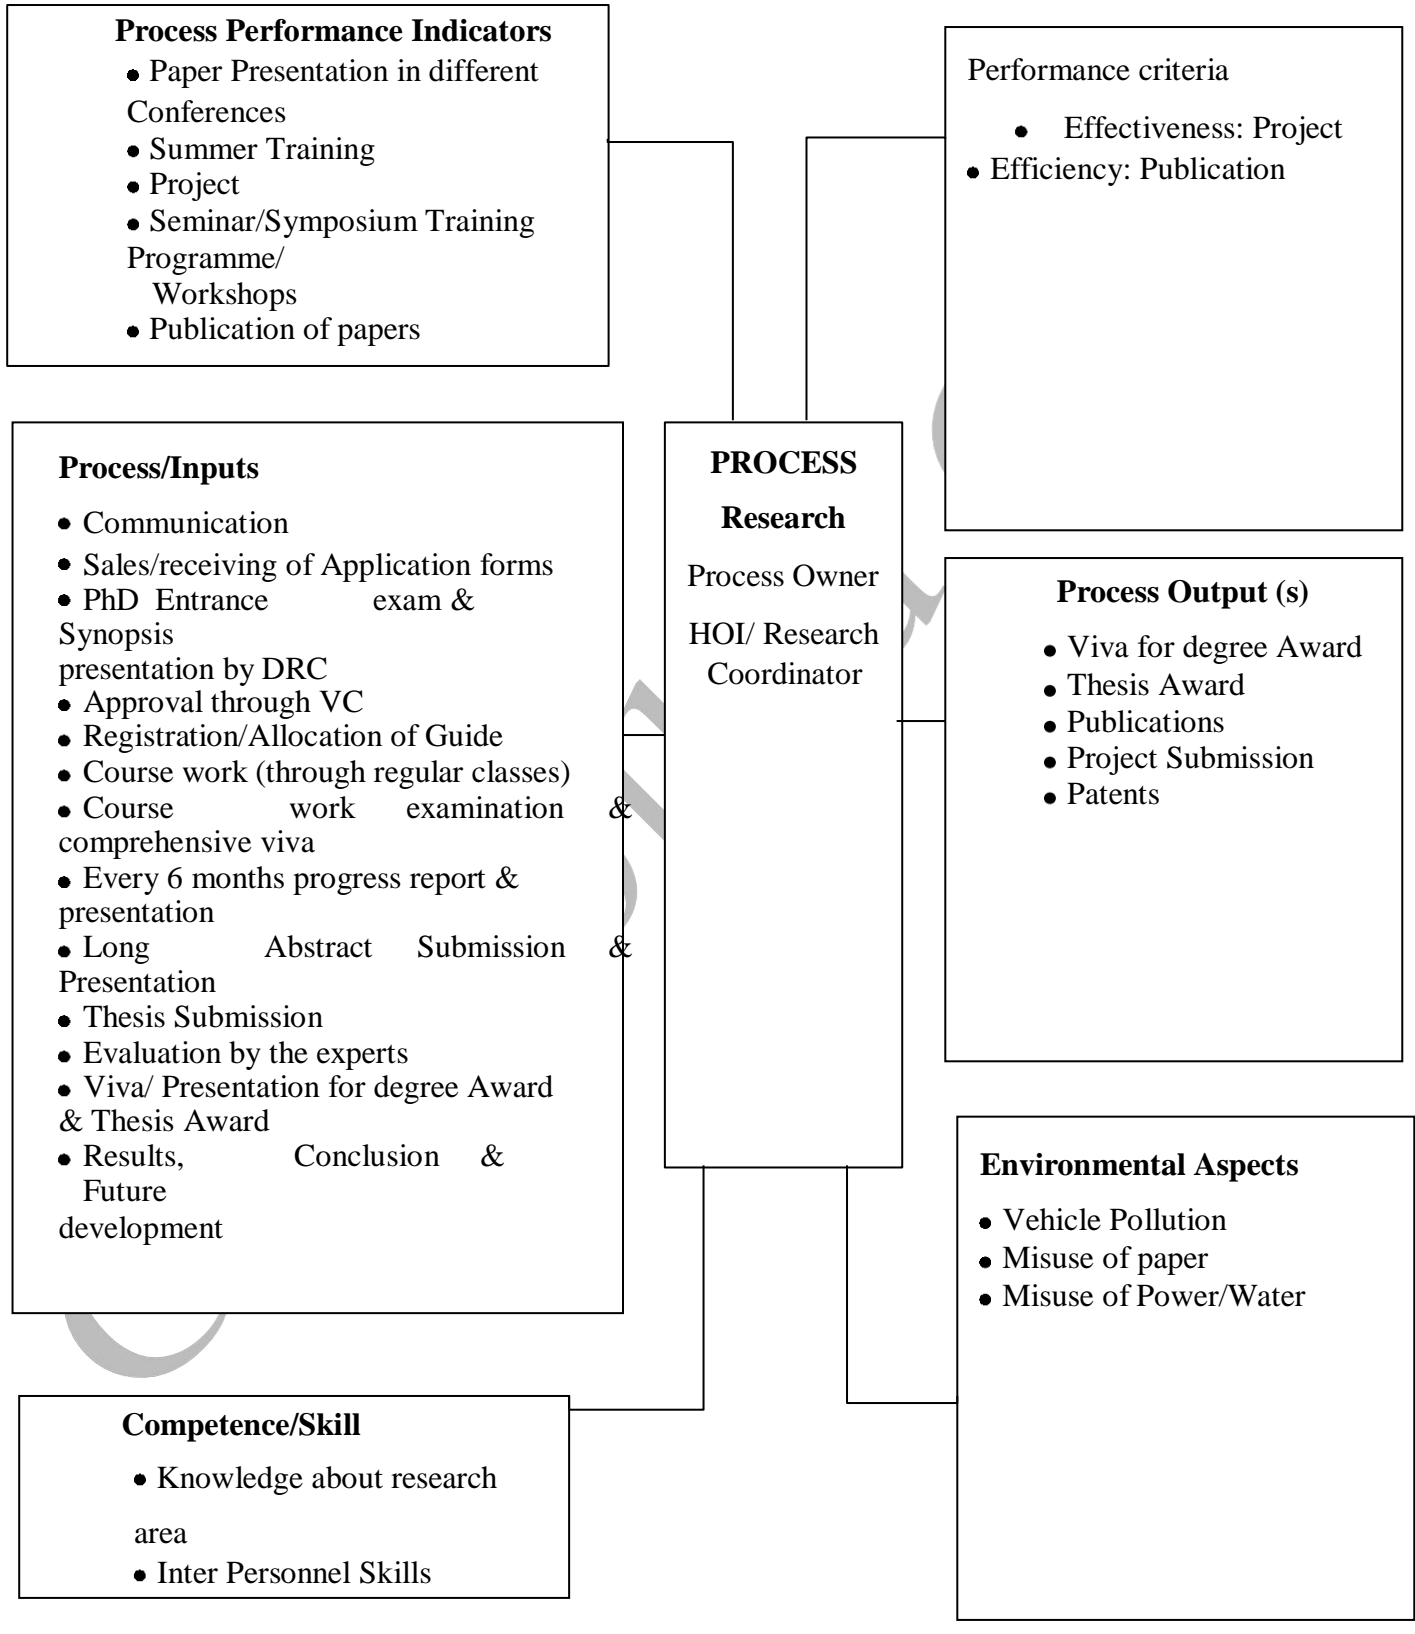 Process Performance Indicators
● Paper Presentation in different
Conferences
● Summer Training
● Project
● Seminar/Symposium Training
Programme/
Workshops
● Publication of papers
Performance criteria
● Effectiveness: Project
● Efficiency: Publication
Process/Inputs
● Communication
● Sales/receiving of Application forms
● PhD Entrance exam &
Synopsis
presentation by DRC
● Approval through VC
● Registration/Allocation of Guide
● Course work (through regular classes)
● Course work examination &
comprehensive viva
● Every 6 months progress report &
presentation
● Long Abstract Submission &
Presentation
● Thesis Submission
● Evaluation by the experts
● Viva/ Presentation for degree Award
& Thesis Award
● Results, Conclusion &
Future
development
PROCESS
Research
Process Owner
HOI/ Research
Coordinator
Process Output (s)
● Viva for degree Award
● Thesis Award
● Publications
● Project Submission
● Patents
Environmental Aspects
● Vehicle Pollution
● Misuse of paper
● Misuse of Power/Water
Competence/Skill
● Knowledge about research
area
● Inter Personnel Skills